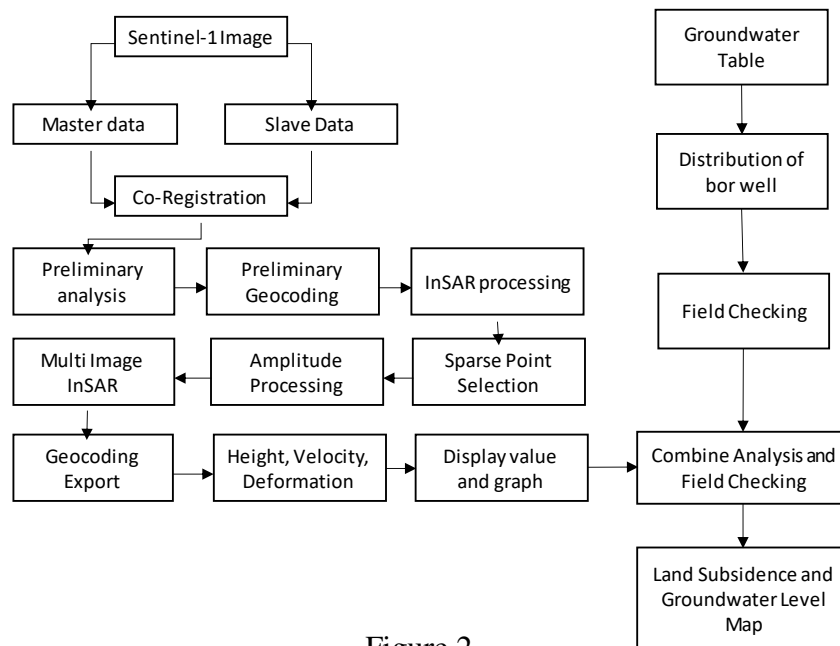 Sentinel-1 Image
Master data
Slave Data
Co-Registration
Preliminary
analysis
Preliminary
Geocoding
InSAR processing
Multi Image
InSAR
Amplitude
Processing
Sparse Point
Selection
Geocoding
Export
Height, Velocity,
Deformation
Display value
and graph
Groundwater
Table
Distribution of
bor well
Field Checking
Combine Analysis and
Field Checking
Land Subsidence and
Groundwater Level
Map
Figure 2